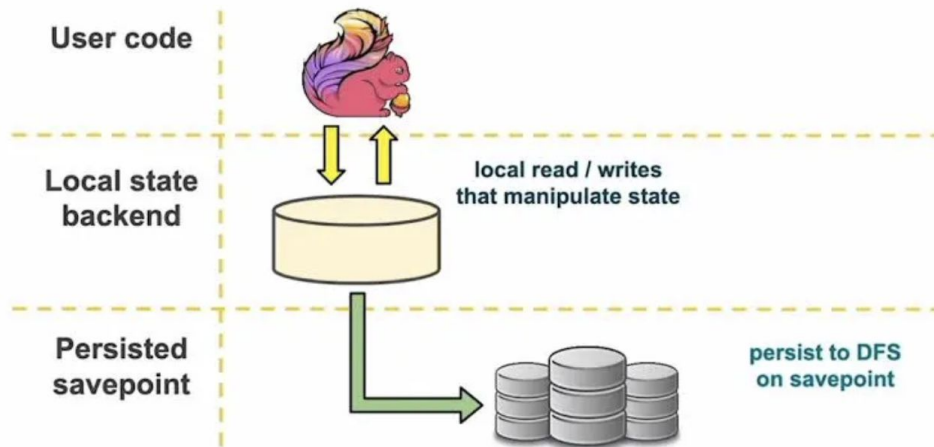 User code
Local state
backend
local read / writes
that manipulate state
Persisted
savepoint
persist to DFS
on savepoint